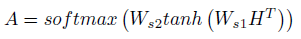 A = softmax (W_{s2}tanh (W_{s1}H^T))